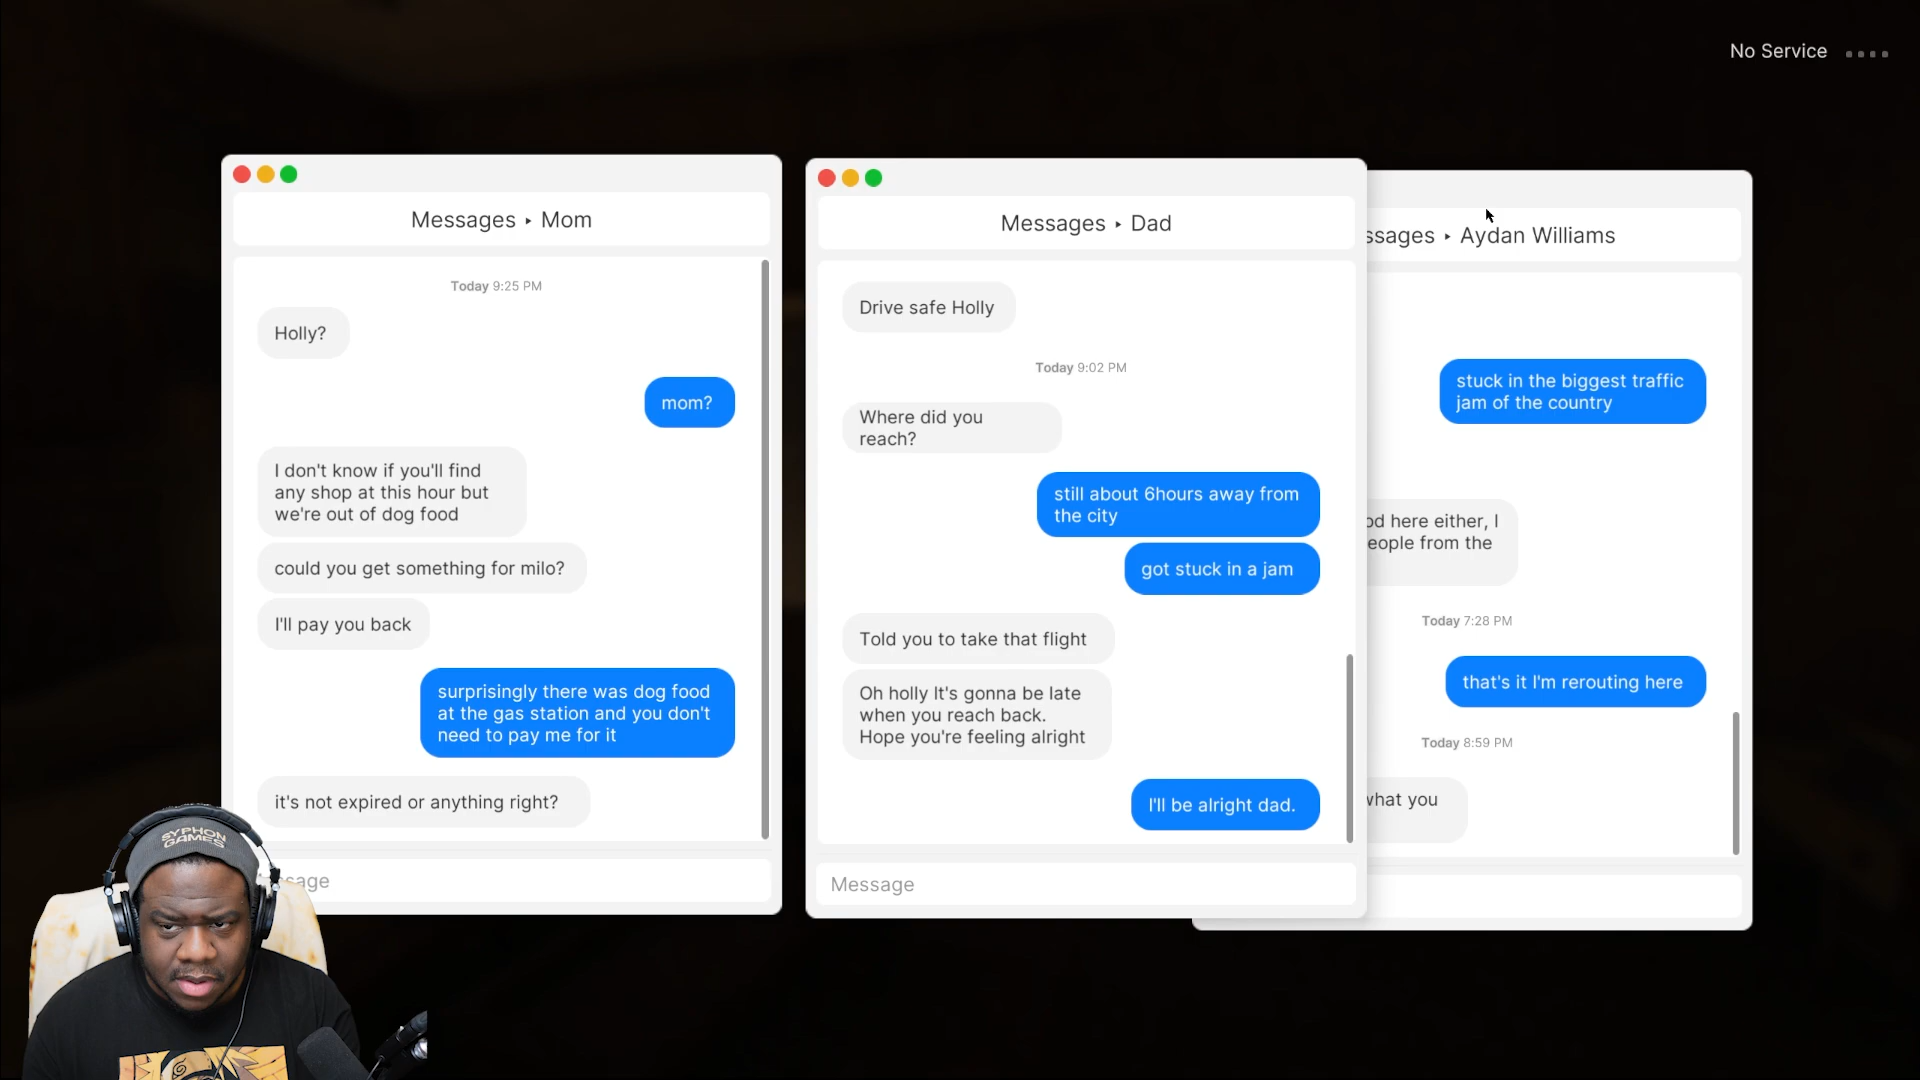 No Service
Messages ▸ Mom
Today 9:25 PM
Holly?
mom?
I don't know if you'll find
any shop at this hour but
we're out of dog food
could you get something for milo?
I'll pay you back
surprisingly there was dog food
at the gas station and you don't
need to pay me for it
it's not expired or anything right?
Messages ▸ Dad
Drive safe Holly
Today 9:02 PM
Where did you
reach?
still about 6hours away from
the city
got stuck in a jam
Told you to take that flight
Oh holly It's gonna be late
when you reach back.
Hope you're feeling alright
I'll be alright dad.
Message
ssages ▸ Aydan Williams
stuck in the biggest traffic
jam of the country
od here either, I
eople from the
Today 7:28 PM
that's it I'm rerouting here
Today 8:59 PM
what you
SYPHON
GAMES